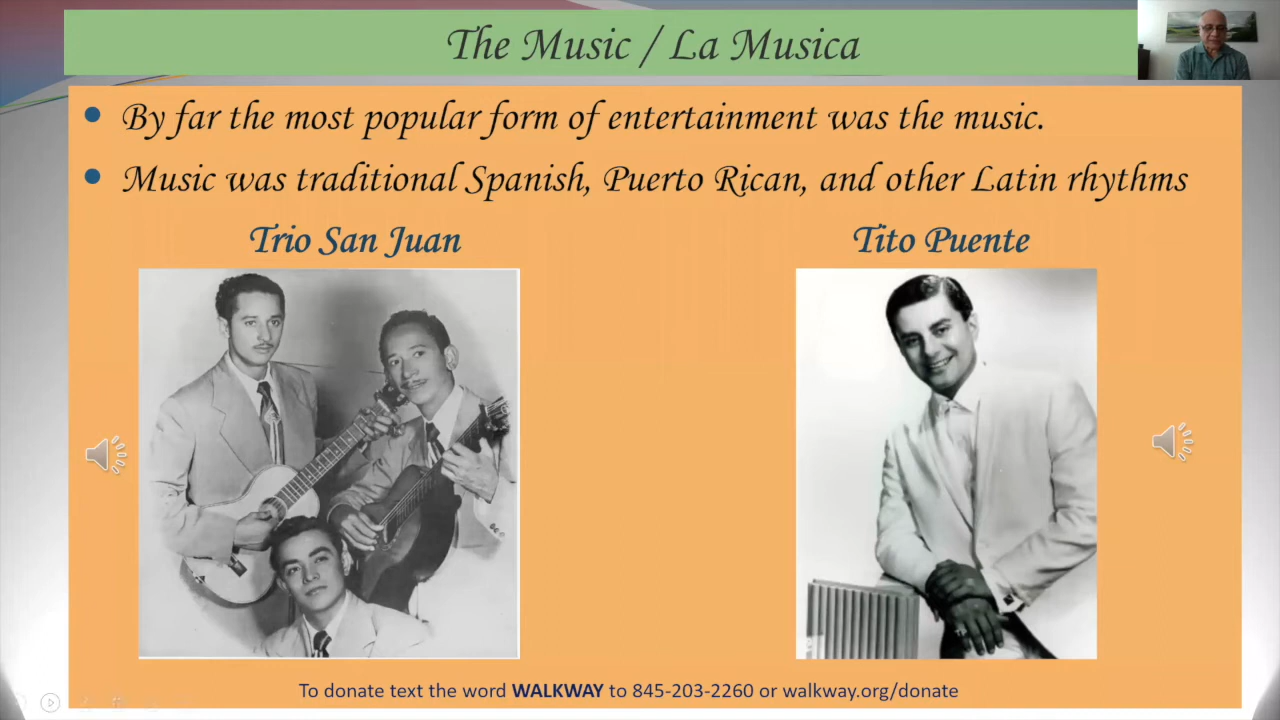 The Music / La Musica
By far the most popular form of entertainment was the music.
Music was traditional Spanish, Puerto Rican, and other Latin rhythms
Trio San Juan
Tito Puente
To donate text the word WALKWAY to 845-203-2260 or walkway.org/donate